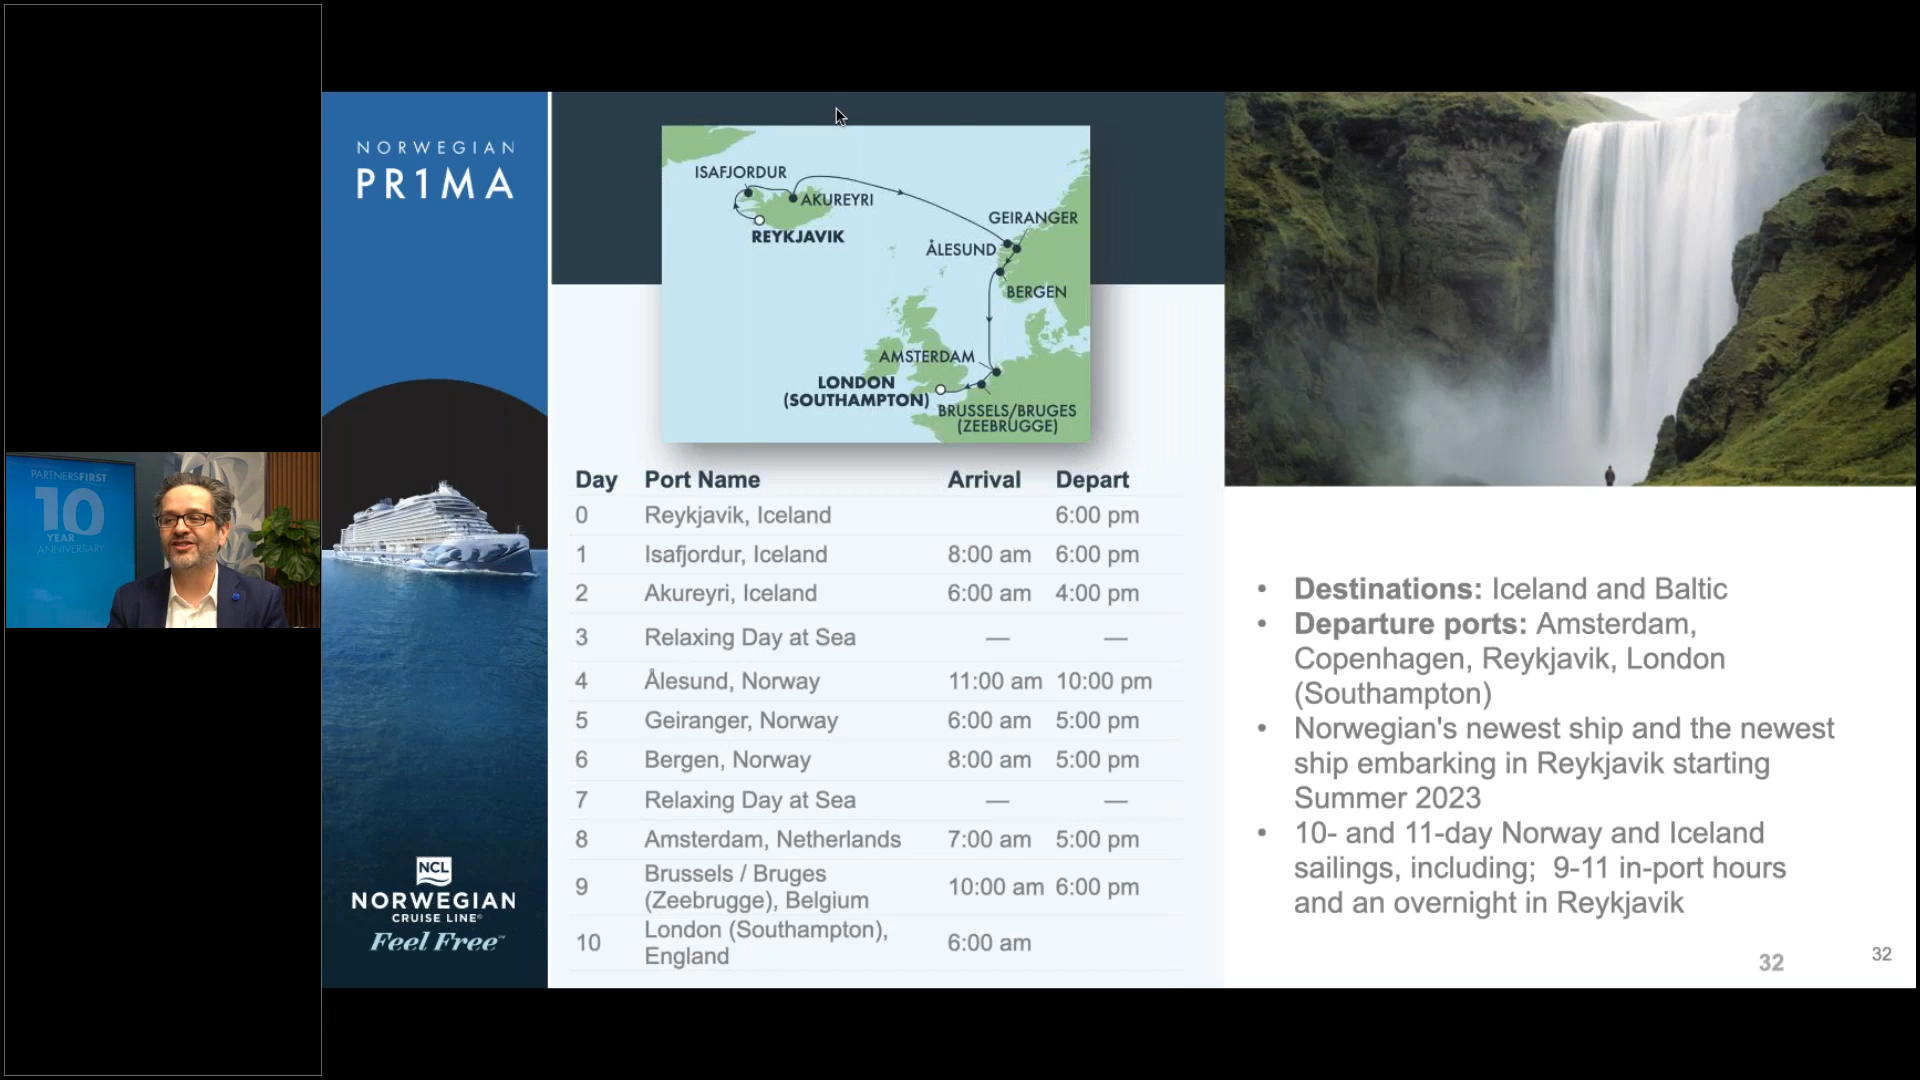 PARTNERSFIRST
10
YEAR
ANNIVERSARY
NORWEGIAN
PR1MA
NCL
NORWEGIAN
CRUISE LINE®
Feel Free™
ISAFJORDUR
AKUREYRI
REYKJAVIK
GEIRANGER
ÅLESUND
BERGEN
AMSTERDAM
LONDON
(SOUTHAMPTON)
BRUSSELS/BRUGES
(ZEEBRUGGE)
Day Port Name Arrival Depart
0 Reykjavik, Iceland 6:00 pm
1 Isafjordur, Iceland 8:00 am 6:00 pm
2 Akureyri, Iceland 6:00 am 4:00 pm
3 Relaxing Day at Sea — —
4 Ålesund, Norway 11:00 am 10:00 pm
5 Geiranger, Norway 6:00 am 5:00 pm
6 Bergen, Norway 8:00 am 5:00 pm
7 Relaxing Day at Sea — —
8 Amsterdam, Netherlands 7:00 am 5:00 pm
9 Brussels / Bruges
(Zeebrugge), Belgium 10:00 am 6:00 pm
10 London (Southampton),
England 6:00 am
• Destinations: Iceland and Baltic
• Departure ports: Amsterdam,
Copenhagen, Reykjavik, London
(Southampton)
• Norwegian's newest ship and the newest
ship embarking in Reykjavik starting
Summer 2023
• 10- and 11-day Norway and Iceland
sailings, including; 9-11 in-port hours
and an overnight in Reykjavik
32
32